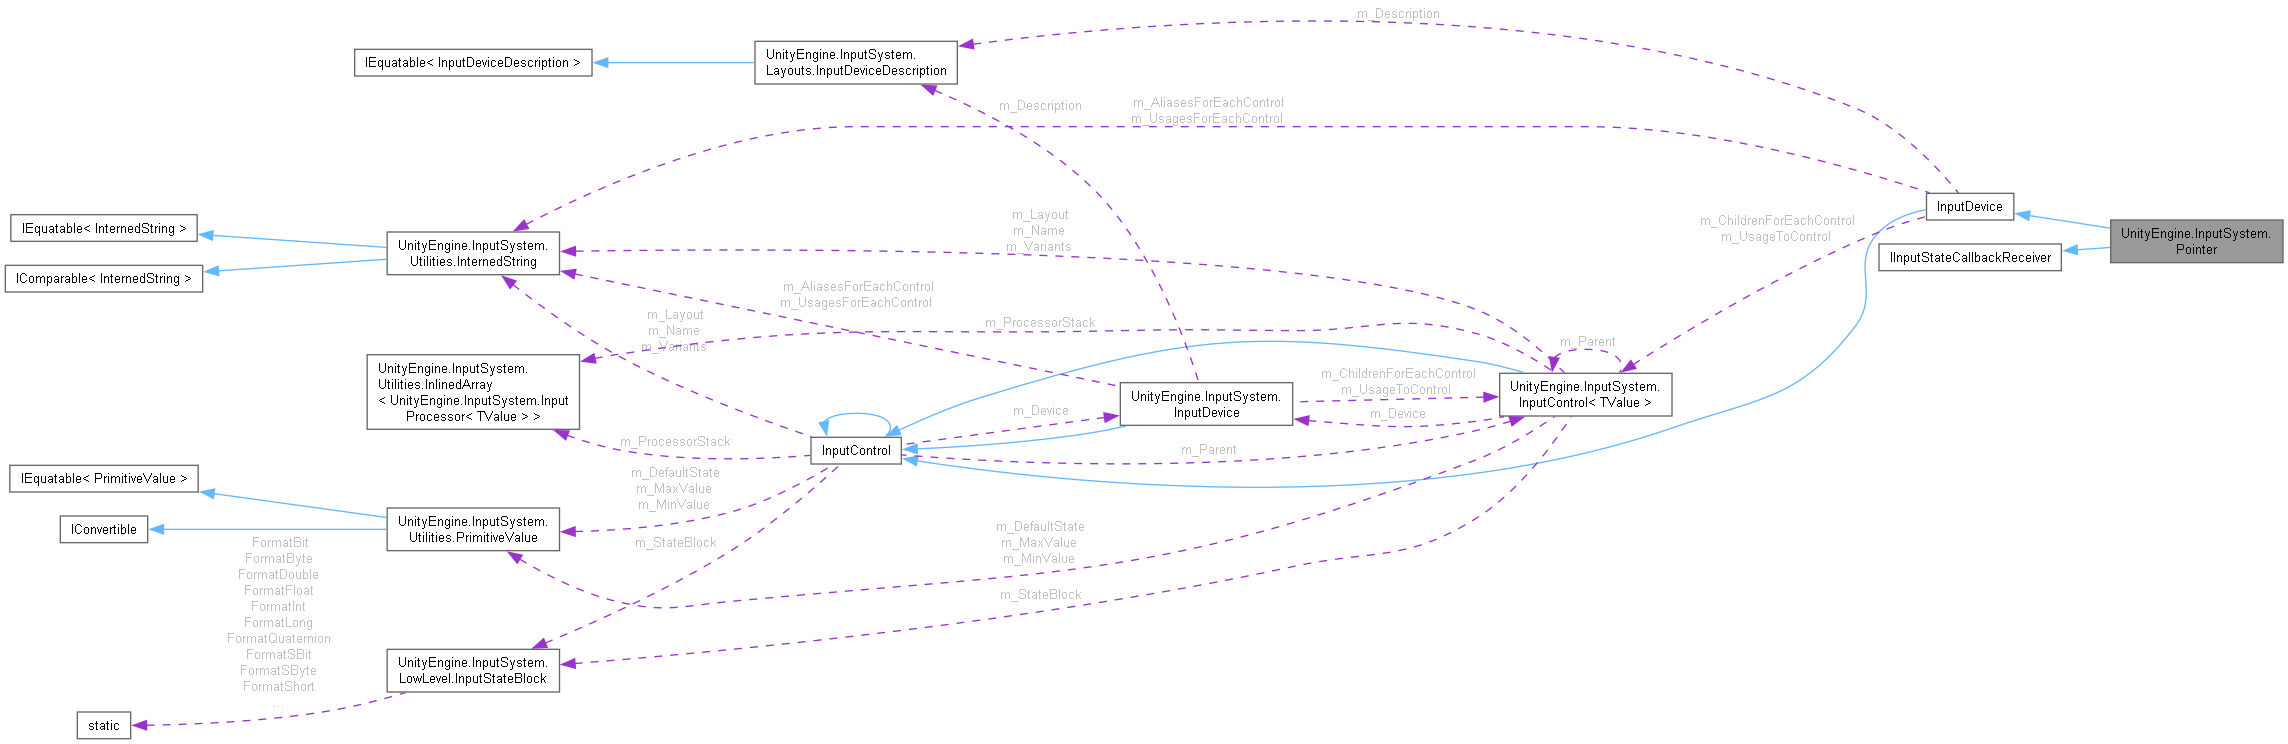 m_Description
UnityEngine.InputSystem.
Layouts.InputDeviceDescription
IEquatable< InputDeviceDescription >
m_Description
m_AliasesForEachControl
m_UsagesForEachControl
InputDevice
UnityEngine.InputSystem.
Pointer
IInputStateCallbackReceiver
m_ChildrenForEachControl
m_UsageToControl
m_Layout
m_Name
m_Variants
IEquatable< InternedString >
UnityEngine.InputSystem.
Utilities.InternedString
IComparable< InternedString >
m_AliasesForEachControl
m_UsagesForEachControl
m_Layout
m_Name
m_Variants
m_ProcessorStack
m_Parent
UnityEngine.InputSystem.
Utilities.InlinedArray
< UnityEngine.InputSystem.Input
Processor< TValue > >
m_ChildrenForEachControl
m_UsageToControl
UnityEngine.InputSystem.
InputControl< TValue >
UnityEngine.InputSystem.
InputDevice
m_Device
m_Device
m_ProcessorStack
InputControl
m_Parent
m_DefaultState
m_MaxValue
m_MinValue
IEquatable< PrimitiveValue >
IConvertible
UnityEngine.InputSystem.
Utilities.PrimitiveValue
m_StateBlock
m_DefaultState
m_MaxValue
m_MinValue
m_StateBlock
FormatBit
FormatByte
FormatDouble
FormatFloat
FormatInt
FormatLong
FormatQuaternion
FormatSBit
FormatSByte
FormatShort
...
UnityEngine.InputSystem.
LowLevel.InputStateBlock
static